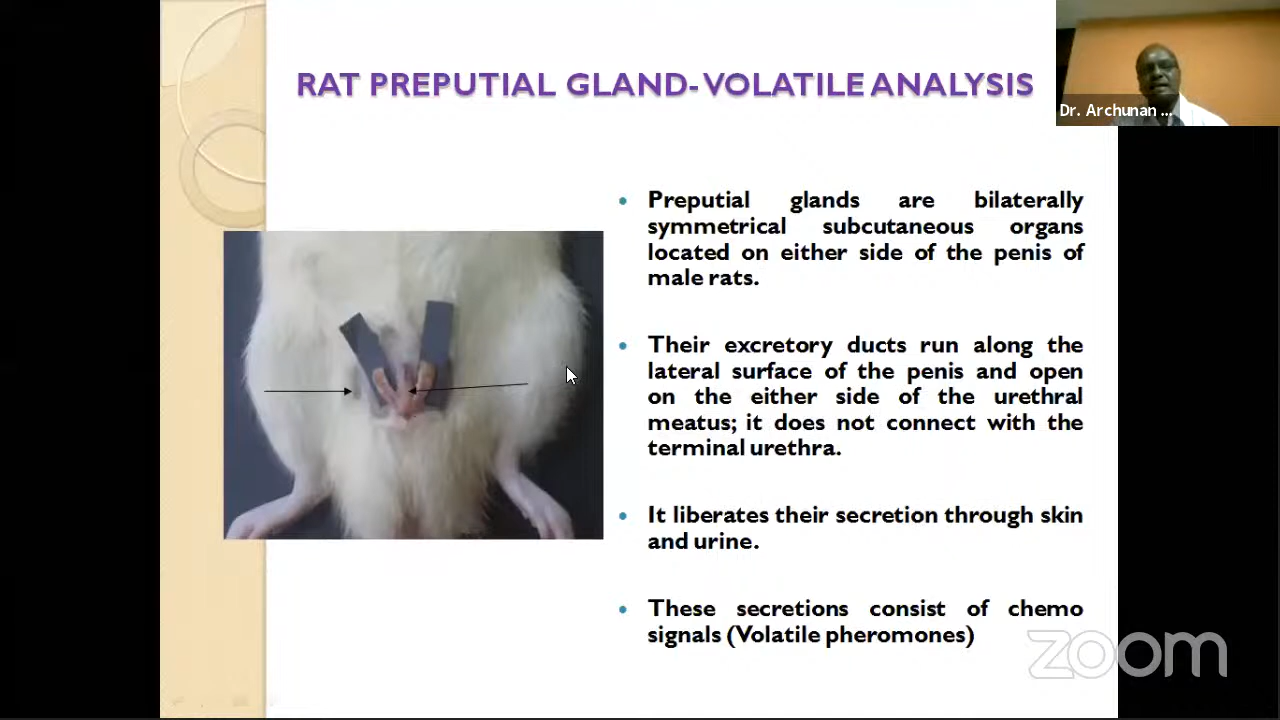 RAT PREPUTIAL GLAND-VOLATILE ANALYSIS
Dr. Archunan ...
Preputial glands are bilaterally
symmetrical subcutaneous organs
located on either side of the penis of
male rats.
Their excretory ducts run along the
lateral surface of the penis and open
on the either side of the urethral
meatus; it does not connect with the
terminal urethra.
It liberates their secretion through skin
and urine.
These secretions consist of chemo
signals (Volatile pheromones)
zoom